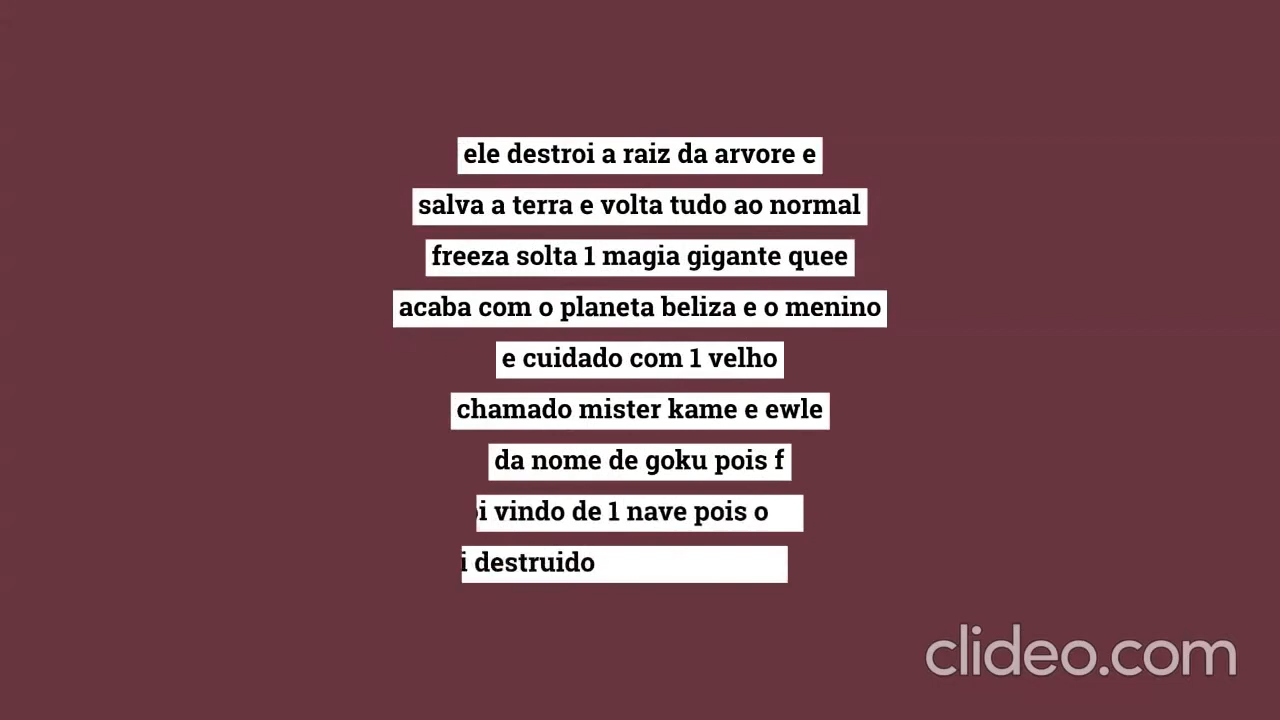 ele destroi a raiz da arvore e
salva a terra e volta tudo ao normal
freeza solta 1 magia gigante quee
acaba com o planeta beliza e o menino
e cuidado com 1 velho
chamado mister kame e ewle
da nome de goku pois f
i vindo de 1 nave pois o
i destruido
clideo.com